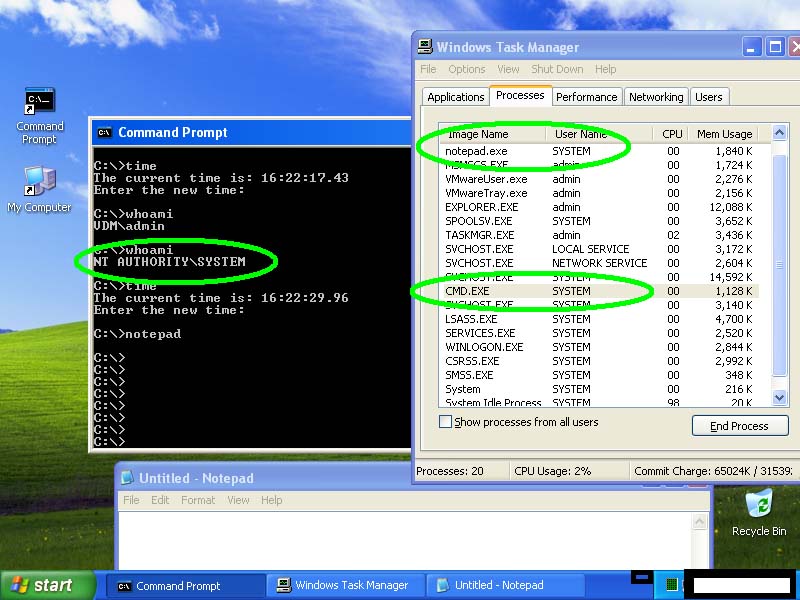 Windows Task Manager
File Options View Shut Down Help
Applications Processes Performance Networking Users
Image Name User Name CPU Mem Usage
notepad.exe SYSTEM 00 1,840 K
MSMSGS.EXE admin 00 1,724 K
VMwareUser.exe admin 00 2,276 K
VMwareTray.exe admin 00 2,156 K
EXPLORER.EXE admin 00 12,088 K
SPOOLSV.EXE SYSTEM 00 3,652 K
TASKMGR.EXE admin 02 3,436 K
SVCHOST.EXE LOCAL SERVICE 00 3,172 K
SVCHOST.EXE NETWORK SERVICE 00 2,604 K
SVCHOST.EXE SYSTEM 00 14,592 K
CMD.EXE SYSTEM 00 1,128 K
SVCHOST.EXE SYSTEM 00 3,140 K
LSASS.EXE SYSTEM 00 4,700 K
SERVICES.EXE SYSTEM 00 2,520 K
WINLOGON.EXE SYSTEM 00 2,844 K
CSRSS.EXE SYSTEM 00 2,992 K
SMSS.EXE SYSTEM 00 348 K
System SYSTEM 00 216 K
System Idle Process SYSTEM 98 20 K
Show processes from all users
End Process
Processes: 20 CPU Usage: 2% Commit Charge: 65024K / 31539
Command
Prompt
My Computer
Command Prompt
C:\>time
The current time is: 16:22:17.43
Enter the new time:
C:\>whoami
VDM\admin
C:\>whoami
NT AUTHORITY\SYSTEM
C:\>time
The current time is: 16:22:29.96
Enter the new time:
C:\>notepad
C:\>
C:\>
C:\>
C:\>
C:\>
C:\>
C:\>
C:\>
Untitled - Notepad
File Edit Format View Help
Recycle Bin
start Command Prompt Windows Task Manager Untitled - Notepad